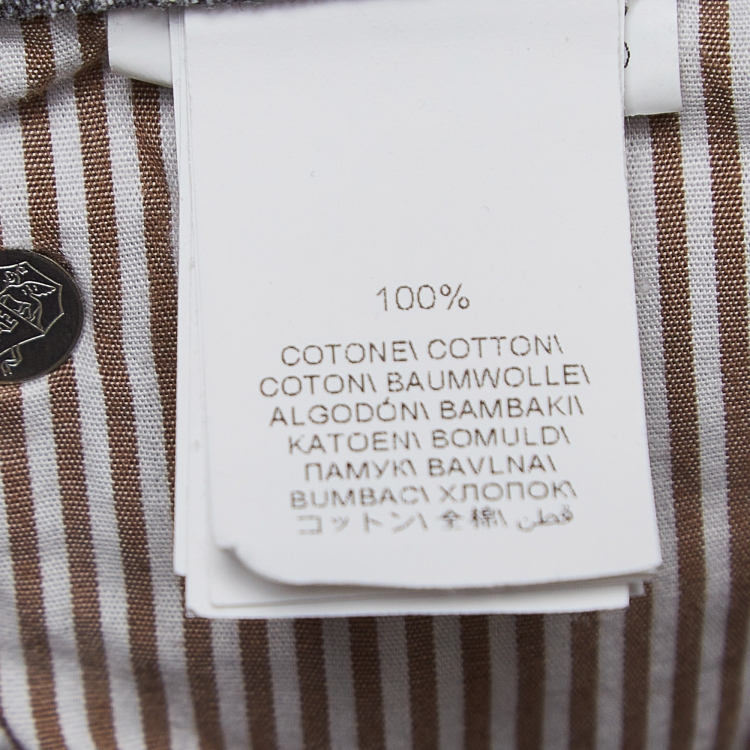 100%
COTONE\ COTTON\
COTON\ BAUMWOLLE\
ALGODÓN\ BAMBAKI\
KATOEN\ BOMULD\
ПАМУК\ BAVLNA\
BUMBAC\ ХЛОПОК\
コットン\ 全棉\ قطن